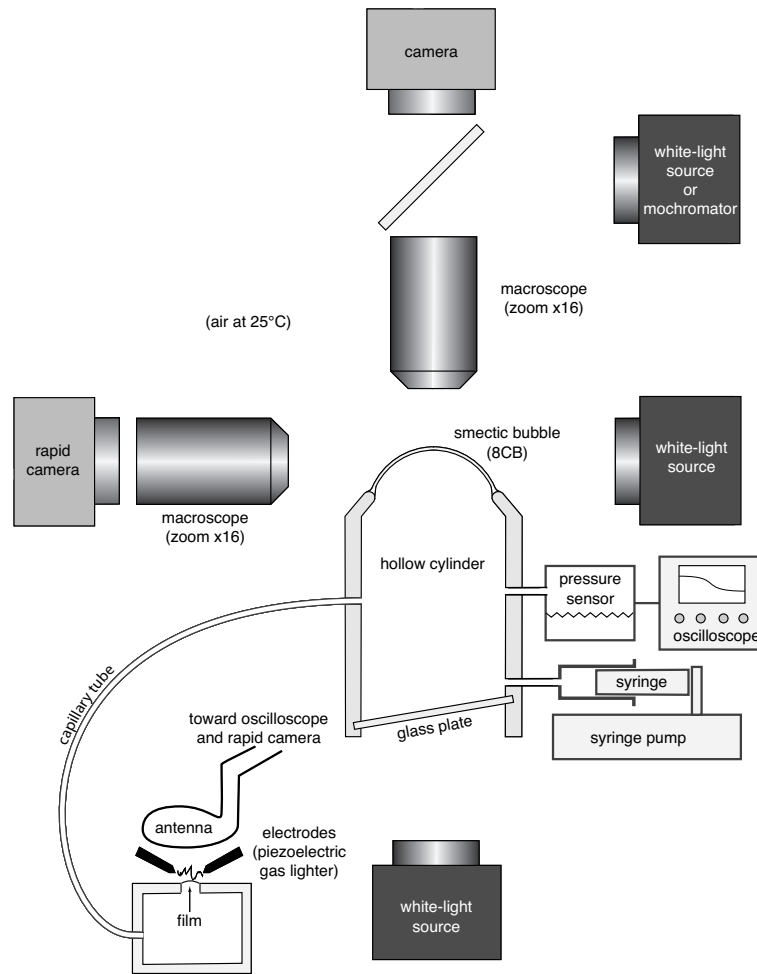 camera
white-light
source
or
mochromator
macroscope
(zoom x16)
(air at 25°C)
smectic bubble
(8CB)
rapid
camera
white-light
source
macroscope
(zoom x16)
hollow cylinder
pressure
sensor
oscilloscope
capillary tube
syringe
glass plate
syringe pump
toward oscilloscope
and rapid camera
antenna
electrodes
(piezoelectric
gas lighter)
film
white-light
source